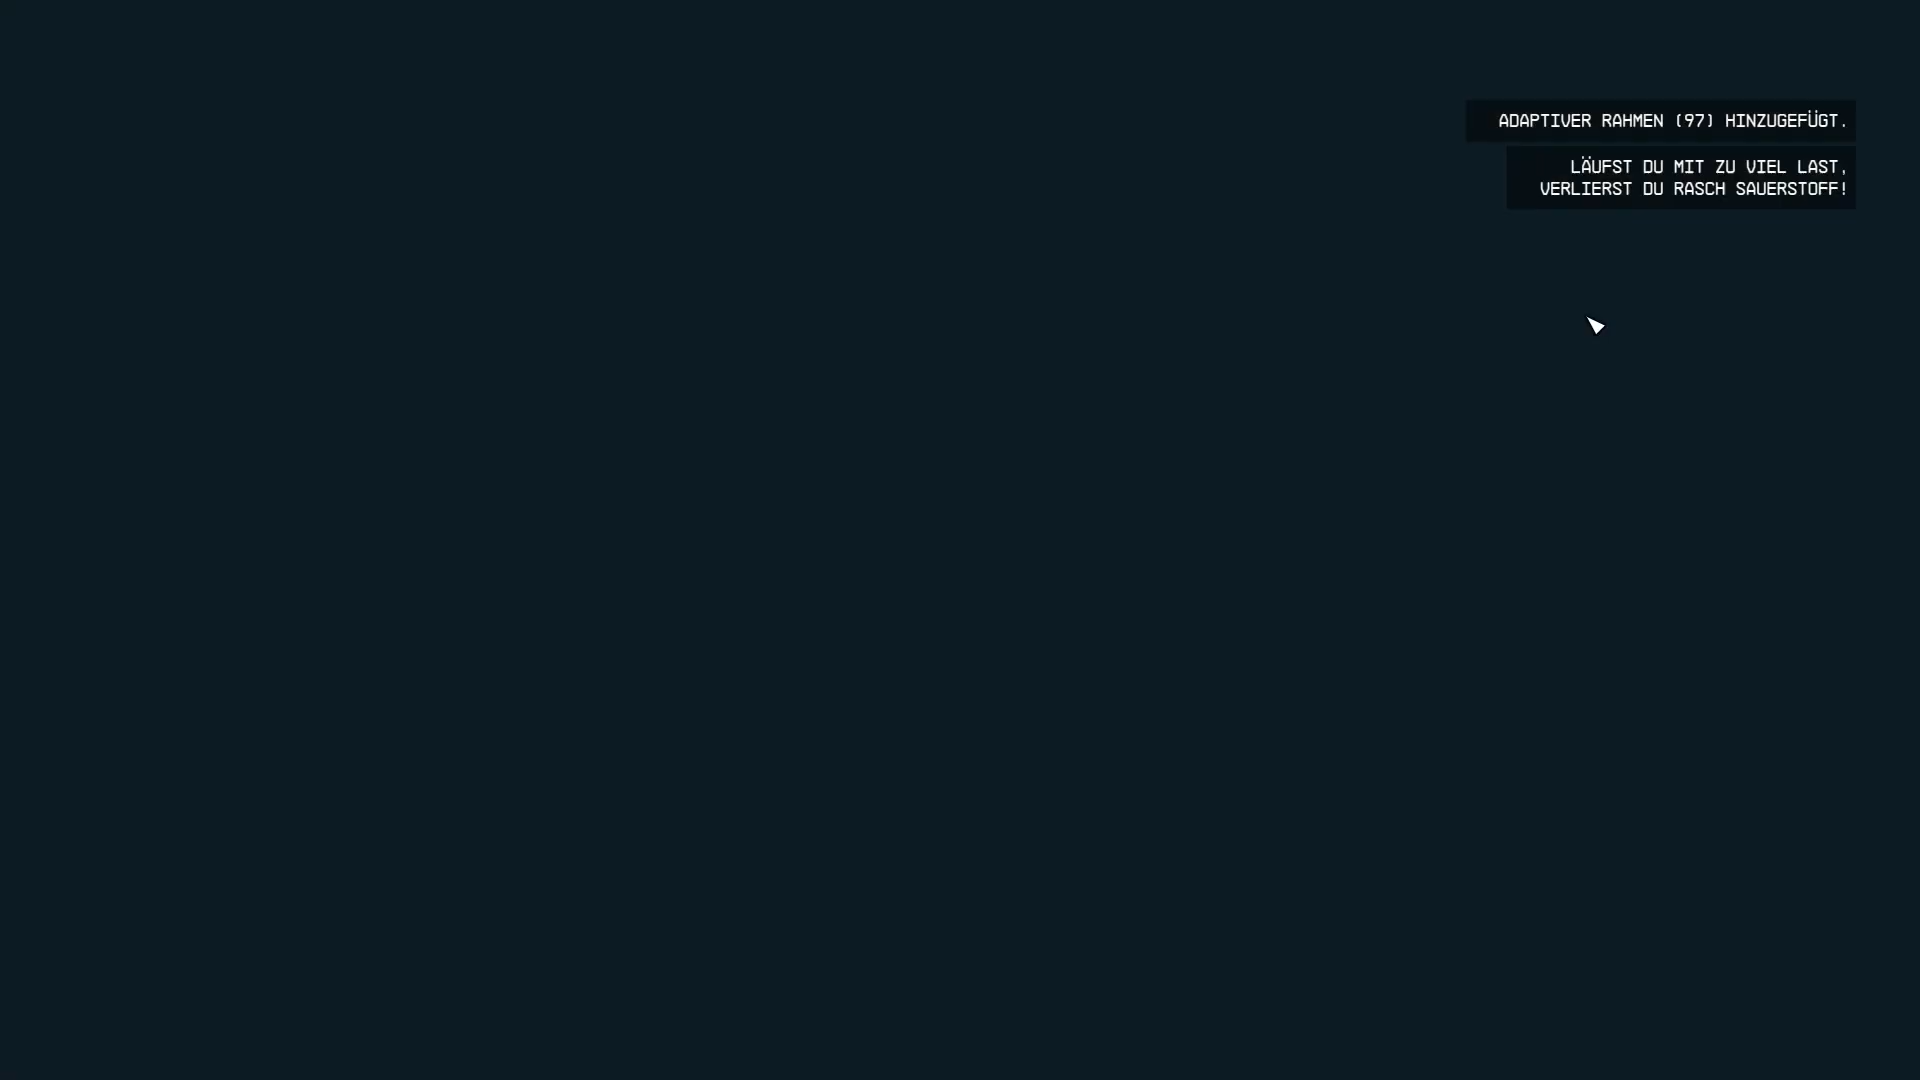 ADAPTIVER RAHMEN (97) HINZUGEFÜGT.
LÄUFST DU MIT ZU VIEL LAST,
VERLIERST DU RASCH SAUERSTOFF!